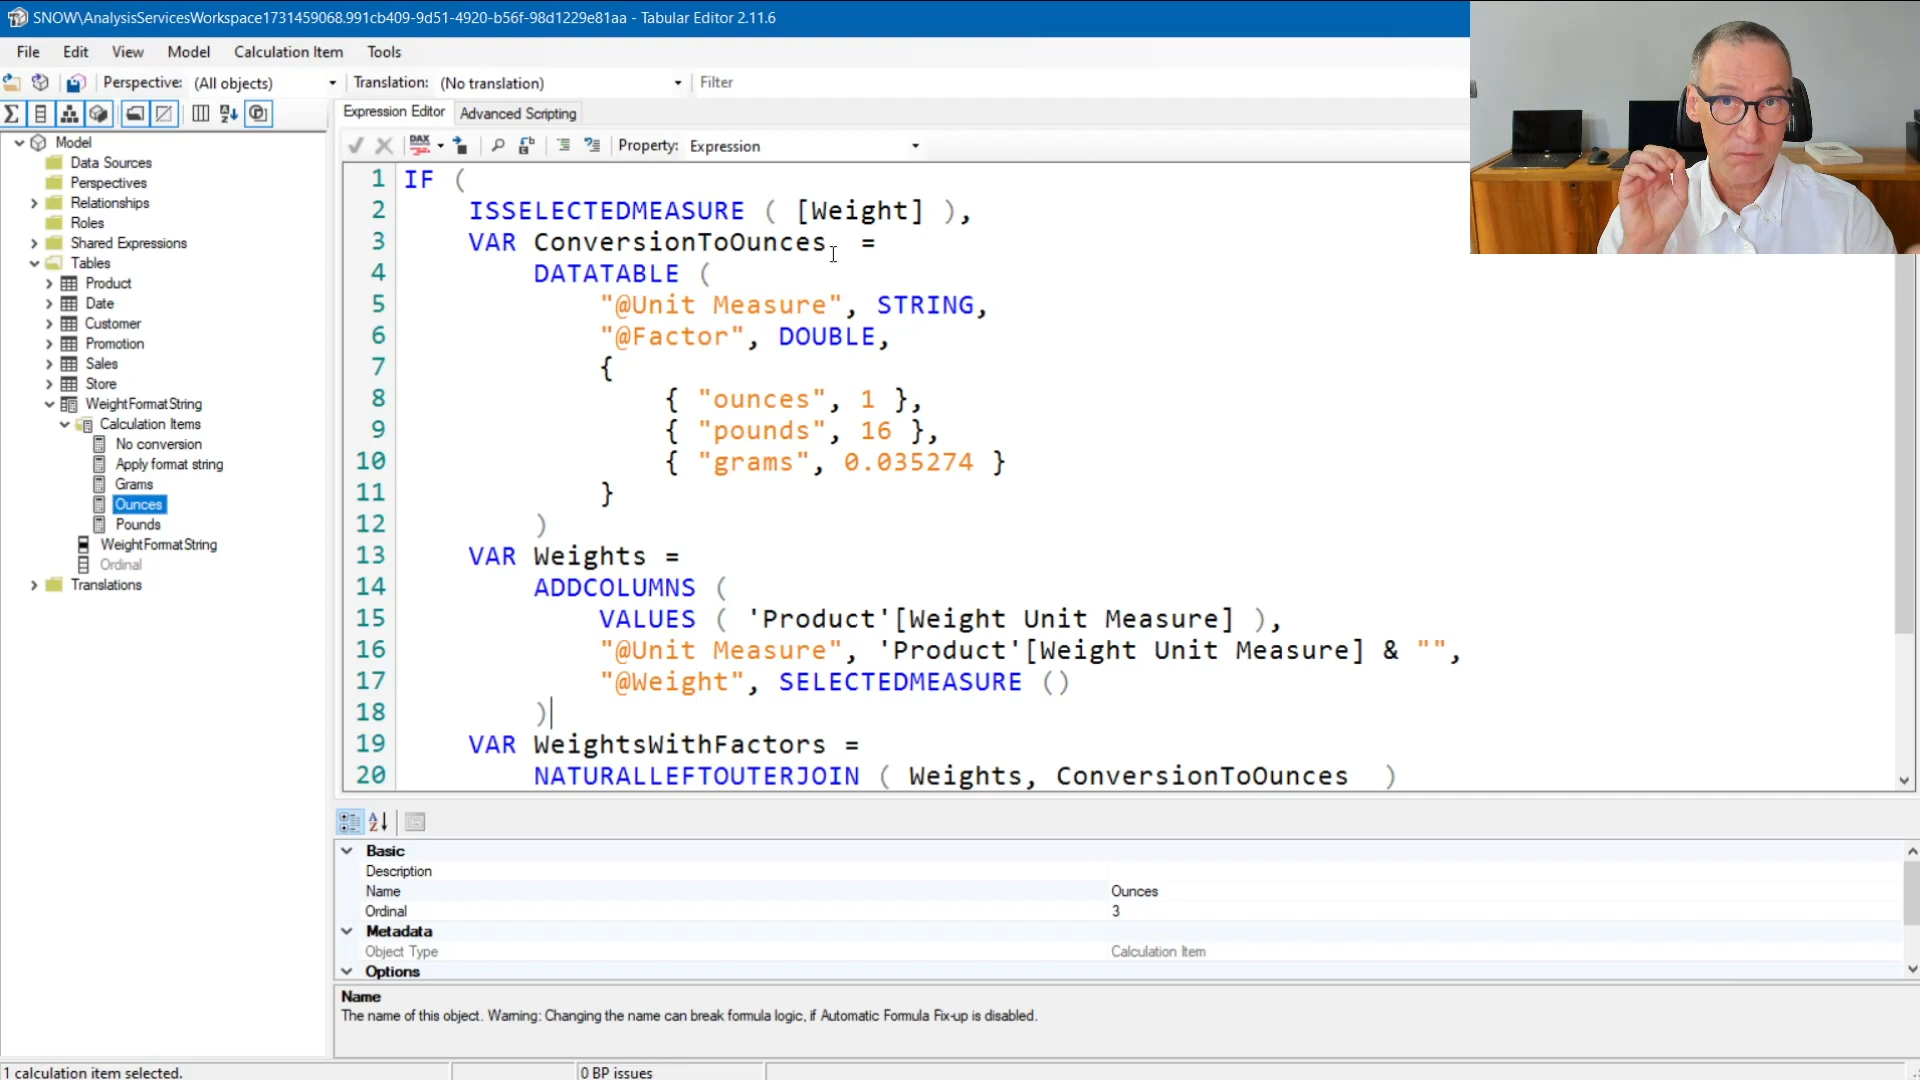 SNOW\AnalysisServicesWorkspace1731459068.991cb409-9d51-4920-b56f-98d1229e81aa - Tabular Editor 2.11.6
File Edit View Model Calculation Item Tools
Perspective: (All objects) Translation: (No translation) Filter
Expression Editor Advanced Scripting
DAX Property: Expression
Model
Data Sources
Perspectives
Relationships
Roles
Shared Expressions
Tables
Product
Date
Customer
Promotion
Sales
Store
WeightFormatString
Calculation Items
No conversion
Apply format string
Grams
Ounces
Pounds
WeightFormatString
Ordinal
Translations
1 IF (
2 ISSELECTEDMEASURE ( [Weight] ),
3 VAR ConversionToOunces =
4 DATATABLE (
5 "@Unit Measure", STRING,
6 "@Factor", DOUBLE,
7 {
8 { "ounces", 1 },
9 { "pounds", 16 },
10 { "grams", 0.035274 }
11 }
12 )
13 VAR Weights =
14 ADDCOLUMNS (
15 VALUES ( 'Product'[Weight Unit Measure] ),
16 "@Unit Measure", 'Product'[Weight Unit Measure] & "",
17 "@Weight", SELECTEDMEASURE ()
18 )
19 VAR WeightsWithFactors =
20 NATURALLEFTOUTERJOIN ( Weights, ConversionToOunces )
Basic
Description
Name Ounces
Ordinal 3
Metadata
Object Type Calculation Item
Options
Name
The name of this object. Warning: Changing the name can break formula logic, if Automatic Formula Fix-up is disabled.
1 calculation item selected. 0 BP issues